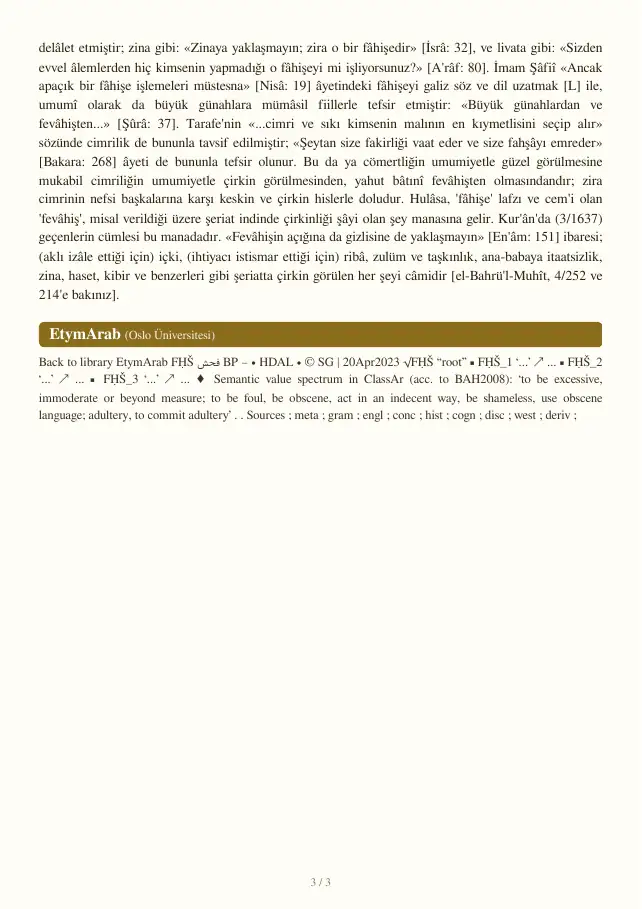 delâlet etmiştir; zina gibi: «Zinaya yaklaşmayın; zira o bir fâhişedir» [İsrâ: 32], ve livata gibi: «Sizden
evvel âlemlerden hiç kimsenin yapmadığı o fâhişeyi mi işliyorsunuz?» [A'râf: 80]. İmam Şâfiî «Ancak
apaçık bir fâhişe işlemeleri müstesna» [Nisâ: 19] âyetindeki fâhişeyi galiz söz ve dil uzatmak [L] ile,
umumî olarak da büyük günahlara mümâsil fiillerle tefsir etmiştir: «Büyük günahlardan ve
fevâhişten...» [Şûrâ: 37]. Tarafe'nin «...cimri ve sıkı kimsenin malının en kıymetlisini seçip alır»
sözünde cimrilik de bununla tavsif edilmiştir; «Şeytan size fakirliği vaat eder ve size fahşâyı emreder»
[Bakara: 268] âyeti de bununla tefsir olunur. Bu da ya cömertliğin umumiyetle güzel görülmesine
mukabil cimriliğin umumiyetle çirkin görülmesinden, yahut bâtınî fevâhişten olmasındandır; zira
cimrinin nefsi başkalarına karşı keskin ve çirkin hislerle doludur. Hulâsa, 'fâhişe' lafzı ve cem'i olan
'fevâhiş', misal verildiği üzere şeriat indinde çirkinliği şâyi olan şey manasına gelir. Kur'ân'da (3/1637)
geçenlerin cümlesi bu manadadır. «Fevâhişin açığına da gizlisine de yaklaşmayın» [En'âm: 151] ibaresi;
(aklı izâle ettiği için) içki, (ihtiyacı istismar ettiği için) ribâ, zulüm ve taşkınlık, ana-babaya itaatsizlik,
zina, haset, kibir ve benzerleri gibi şeriatta çirkin görülen her şeyi câmidir [el-Bahrü'l-Muhît, 4/252 ve
214'e bakınız].
EtymArab (Oslo Üniversitesi)
Back to library EtymArab FḤŠ فحش BP – • HDAL • © SG | 20Apr2023 √FḤŠ “root” ▪ FḤŠ_1 ‘...’ ↗ ... ▪ FḤŠ_2
‘...’ ↗ ... ▪ FḤŠ_3 ‘...’ ↗ ... ♦ Semantic value spectrum in ClassAr (acc. to BAH2008): ‘to be excessive,
immoderate or beyond measure; to be foul, be obscene, act in an indecent way, be shameless, use obscene
language; adultery, to commit adultery’ . . Sources ; meta ; gram ; engl ; conc ; hist ; cogn ; disc ; west ; deriv ;
3 / 3